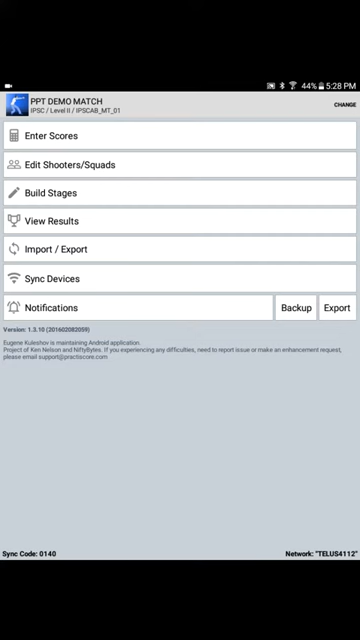 44% 5:28 PM
PPT DEMO MATCH
IPSC / Level II / IPSCAB_MT_01
CHANGE
Enter Scores
Edit Shooters/Squads
Build Stages
View Results
Import / Export
Sync Devices
Notifications
Backup
Export
Version: 1.3.10 (201602082059)
Eugene Kuleshov is maintaining Android application.
Project of Ken Nelson and NiftyBytes. If you experiencing any difficulties, need to report issue or make an enhancement request,
please email support@practiscore.com
Sync Code: 0140
Network: "TELUS4112"